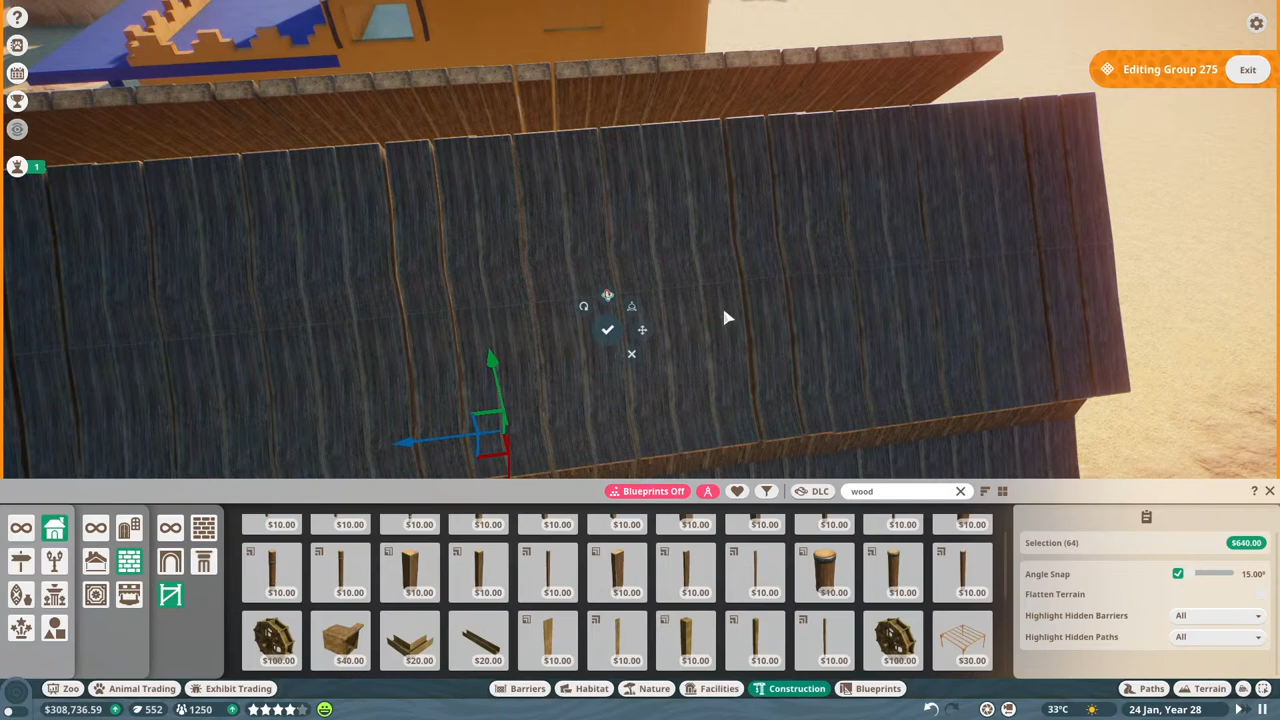 Editing Group 275
Exit
1
Blueprints Off
DLC
wood
$10.00 $10.00 $10.00 $10.00 $10.00 $10.00 $10.00 $10.00 $10.00 $10.00 $10.00
$10.00 $10.00 $10.00 $10.00 $10.00 $10.00 $10.00 $10.00 $10.00 $10.00 $10.00
$100.00 $40.00 $20.00 $20.00 $10.00 $10.00 $10.00 $10.00 $10.00 $100.00 $30.00
Selection (64) $640.00
Angle Snap 15.00°
Flatten Terrain
Highlight Hidden Barriers All
Highlight Hidden Paths All
Zoo Animal Trading Exhibit Trading Barriers Habitat Nature Facilities Construction Blueprints Paths Terrain
$308,736.59 552 1250 33°C 24 Jan, Year 28